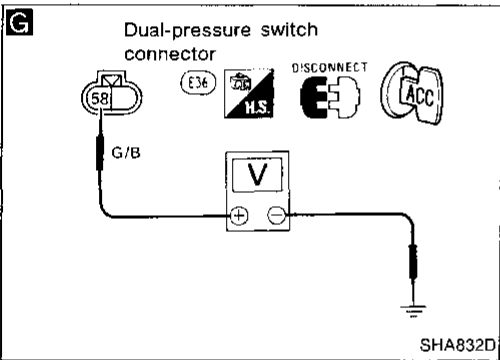 G
Dual-pressure switch
connector
E36
H.S.
DISCONNECT
ACC
58
G/B
V
+ −
SHA832D